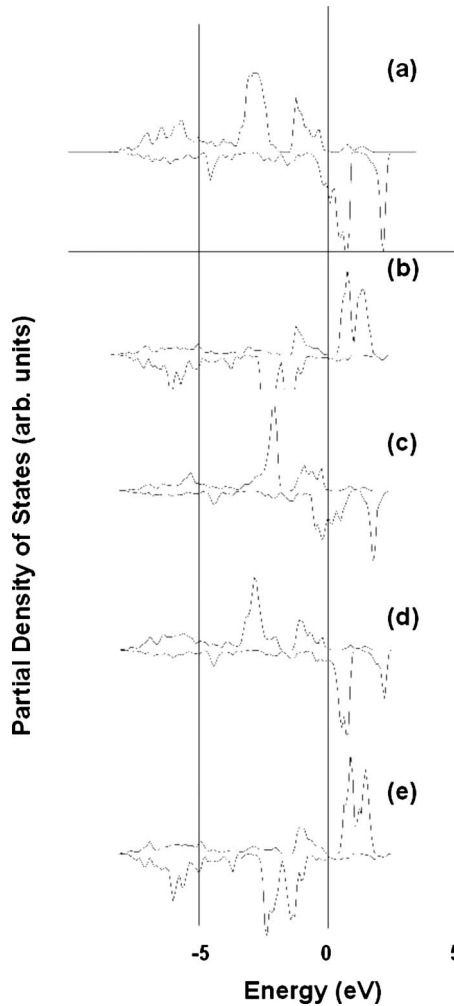 (a)
(b)
(c)
(d)
(e)
Partial Density of States (arb. units)
-5 0 5
Energy (eV)